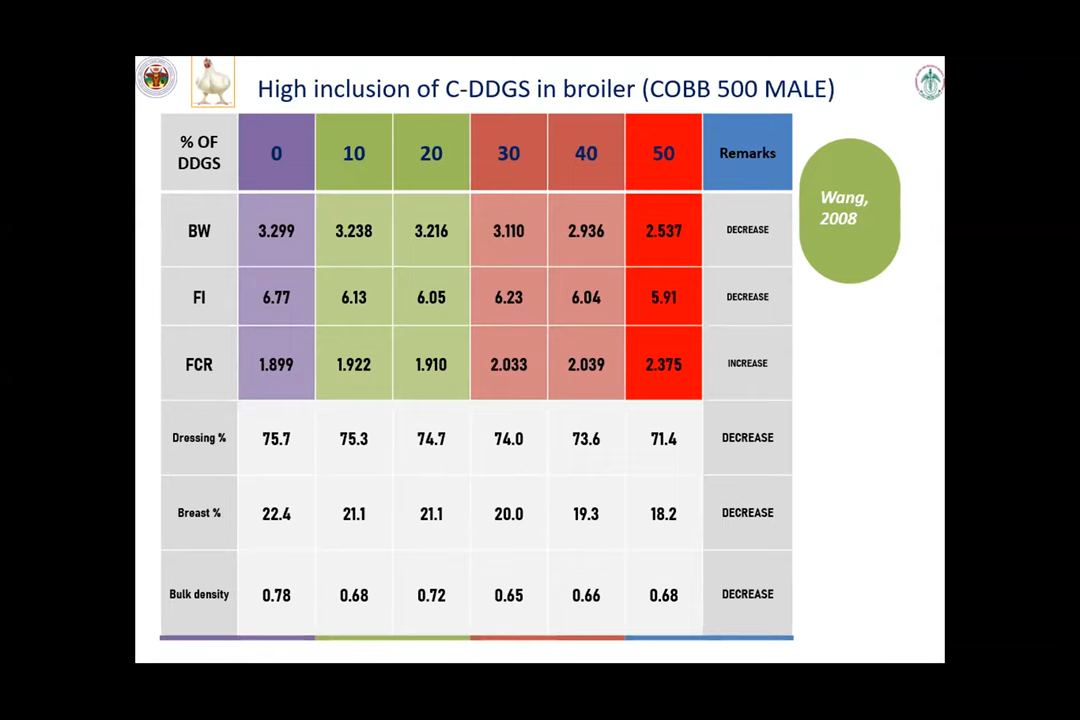 High inclusion of C-DDGS in broiler (COBB 500 MALE)
% OF DDGS 0 10 20 30 40 50 Remarks
BW 3.299 3.238 3.216 3.110 2.936 2.537 DECREASE
FI 6.77 6.13 6.05 6.23 6.04 5.91 DECREASE
FCR 1.899 1.922 1.910 2.033 2.039 2.375 INCREASE
Dressing % 75.7 75.3 74.7 74.0 73.6 71.4 DECREASE
Breast % 22.4 21.1 21.1 20.0 19.3 18.2 DECREASE
Bulk density 0.78 0.68 0.72 0.65 0.66 0.68 DECREASE
Wang,
2008